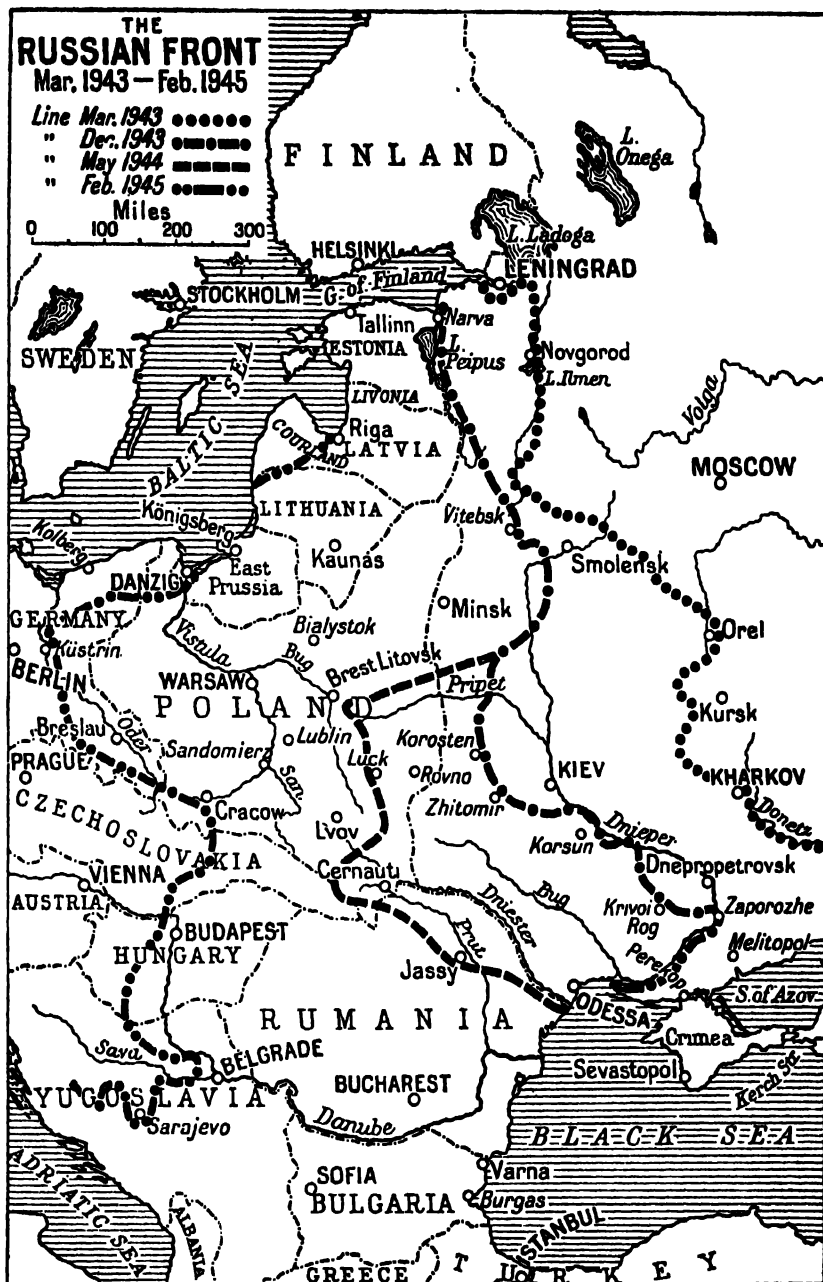 THE
RUSSIAN FRONT
Mar. 1943 — Feb. 1945
Line Mar. 1943
" Dec. 1943
" May 1944
" Feb. 1945
Miles
0 100 200 300
FINLAND
L. Onega
L. Ladoga
HELSINKI
LENINGRAD
G. of Finland
STOCKHOLM
Tallinn
Narva
ESTONIA
L. Peipus
Novgorod
L. Ilmen
SWEDEN
BALTIC SEA
LIVONIA
Volga
Riga
COURLAND
LATVIA
MOSCOW
LITHUANIA
Königsberg
Vitebsk
Kolberg
Kaunas
Smolensk
East
Prussia
DANZIG
Minsk
GERMANY
Bialystok
Orel
Küstrin
Vistula
Bug
BERLIN
Brest Litovsk
WARSAW
Pripet
POLAND
Kursk
Breslau
Oder
Lublin
Korosten
Sandomierz
Luck
Rovno
KIEV
PRAGUE
San
KHARKOV
Zhitomir
Donetz
Cracow
Lvov
Dnieper
Korsun
CZECHOSLOVAKIA
VIENNA
Cernauti
Dnepropetrovsk
AUSTRIA
Dniester
Bug
Krivoi
Rog
Zaporozhe
BUDAPEST
Prut
HUNGARY
Jassy
Perekop
Melitopol
ODESSA
S. of Azov
RUMANIA
Crimea
Sava
BELGRADE
Sevastopol
Kerch Str.
YUGOSLAVIA
BUCHAREST
Sarajevo
Danube
BLACK SEA
ADRIATIC SEA
SOFIA
Varna
BULGARIA
Burgas
ALBANIA
ISTANBUL
GREECE
TURKEY